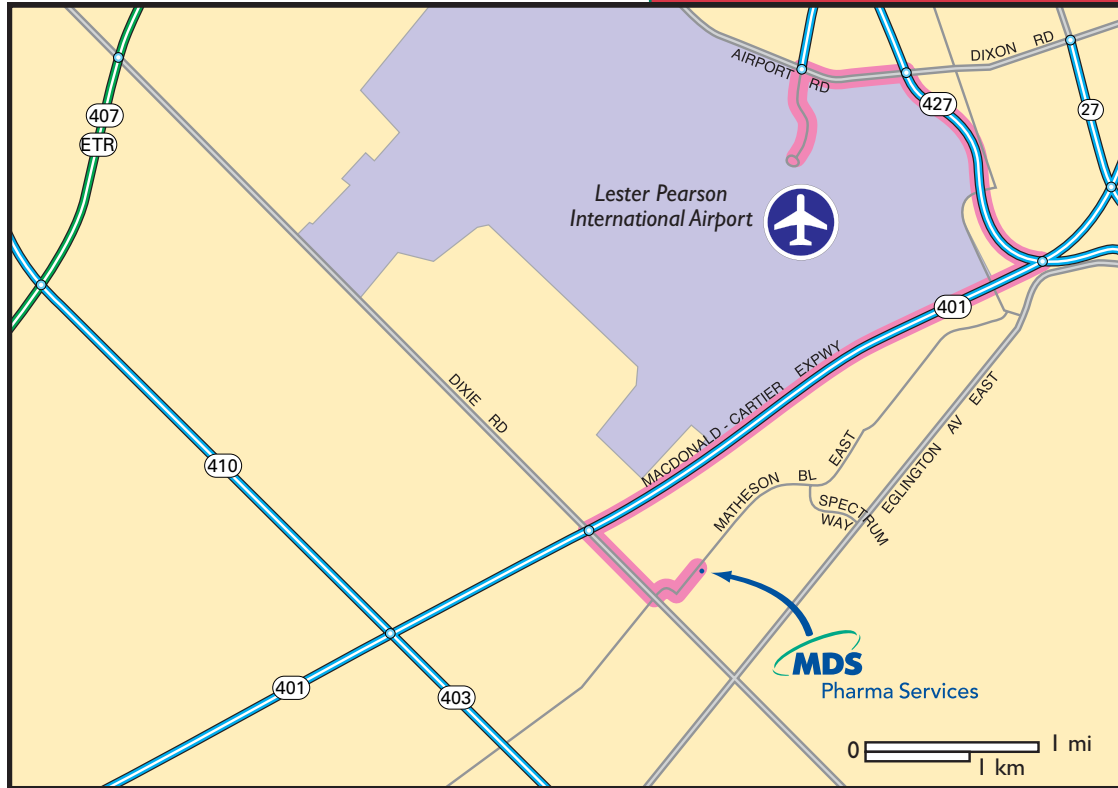 AIRPORT RD
DIXON RD
407
ETR
427
27
Lester Pearson
International Airport
401
MACDONALD - CARTIER EXPWY
DIXIE RD
410
MATHESON BL EAST
SPECTRUM
WAY
EGLINGTON AV EAST
MDS
Pharma Services
401
403
0
1 mi
1 km